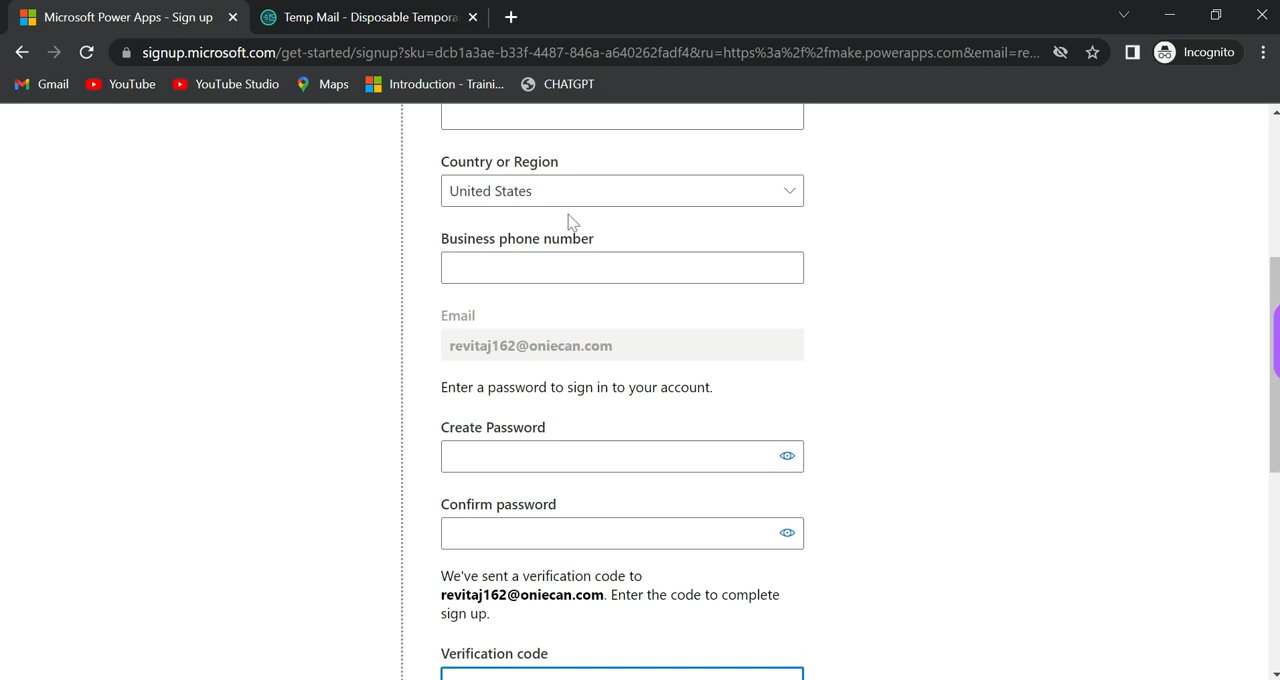 Microsoft Power Apps - Sign up
Temp Mail - Disposable Tempora
signup.microsoft.com/get-started/signup?sku=dcb1a3ae-b33f-4487-846a-a640262fadf4&ru=https%3a%2f%2fmake.powerapps.com&email=re...
Incognito
Gmail
YouTube
YouTube Studio
Maps
Introduction - Traini...
CHATGPT
Country or Region
United States
Business phone number
Email
revitaj162@oniecan.com
Enter a password to sign in to your account.
Create Password
Confirm password
We've sent a verification code to
revitaj162@oniecan.com. Enter the code to complete
sign up.
Verification code